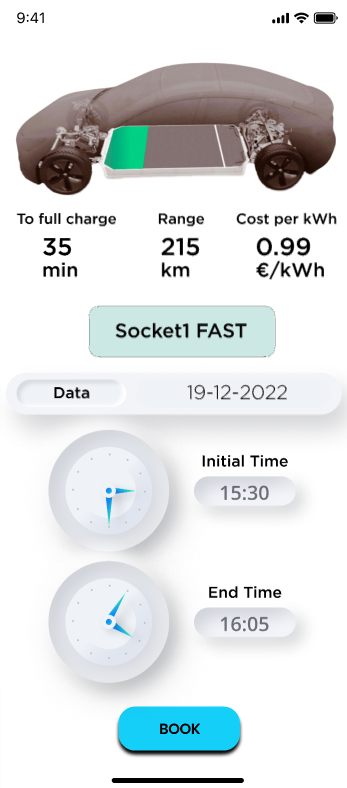 9:41
To full charge Range Cost per kWh
35 215 0.99
min km €/kWh
Socket1 FAST
Data 19-12-2022
Initial Time
15:30
End Time
16:05
BOOK